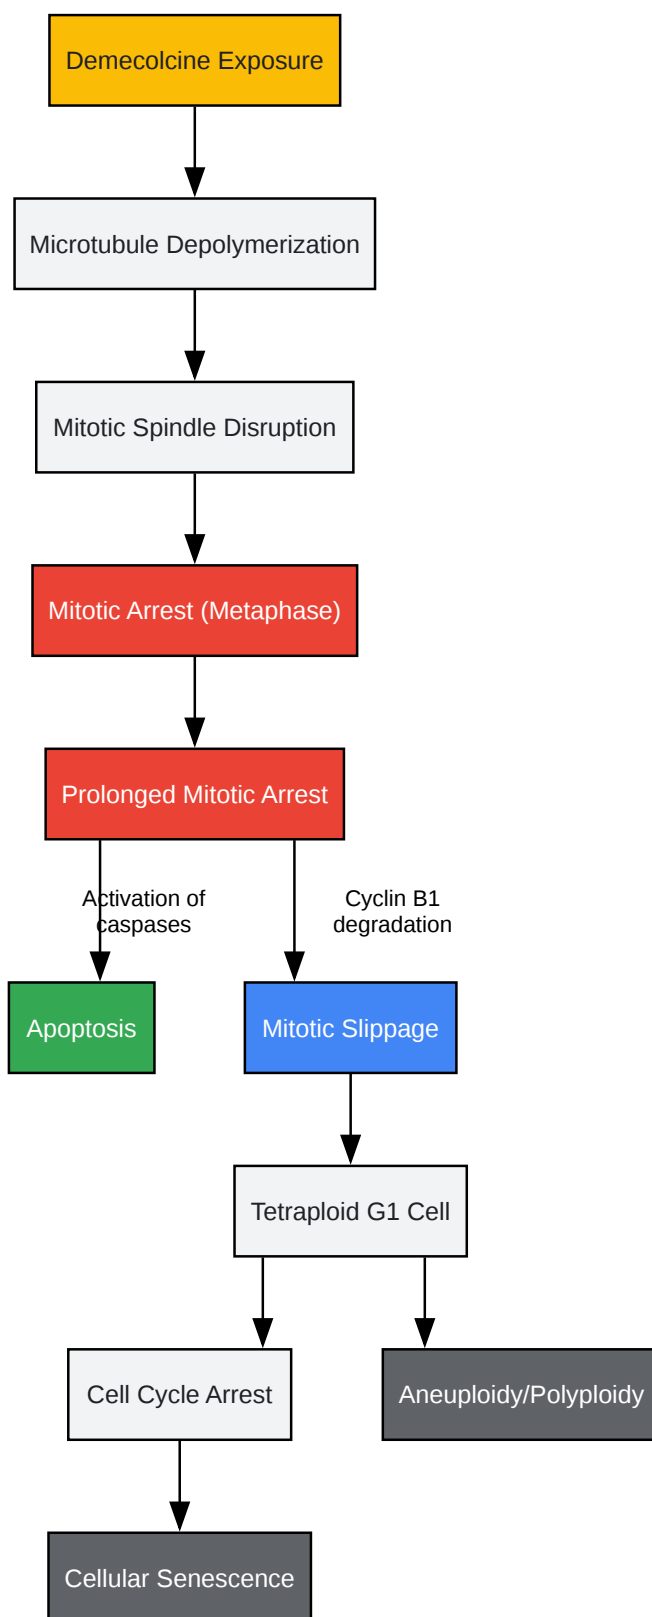 Demecolcine Exposure
Microtubule Depolymerization
Mitotic Spindle Disruption
Mitotic Arrest (Metaphase)
Prolonged Mitotic Arrest
Activation of
caspases
Cyclin B1
degradation
Apoptosis
Mitotic Slippage
Tetraploid G1 Cell
Cell Cycle Arrest
Aneuploidy/Polyploidy
Cellular Senescence